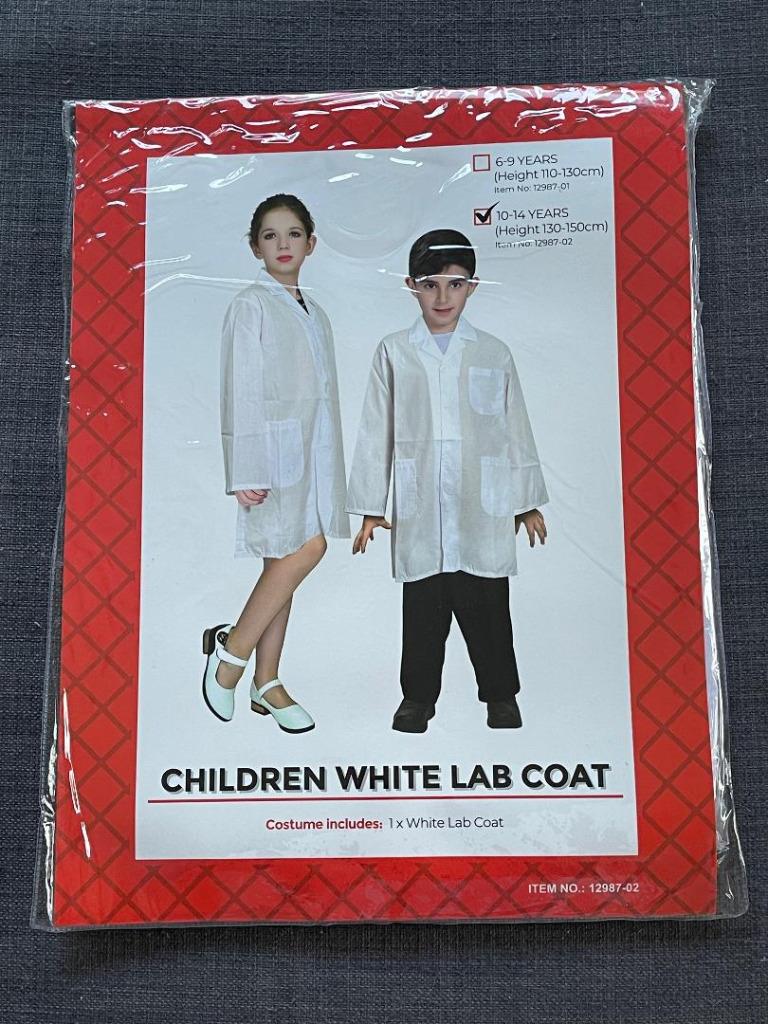 6-9 YEARS
(Height 110-130cm)
Item No: 12987-01
10-14 YEARS
(Height 130-150cm)
Item No: 12987-02
CHILDREN WHITE LAB COAT
Costume includes: 1 x White Lab Coat
ITEM NO.: 12987-02